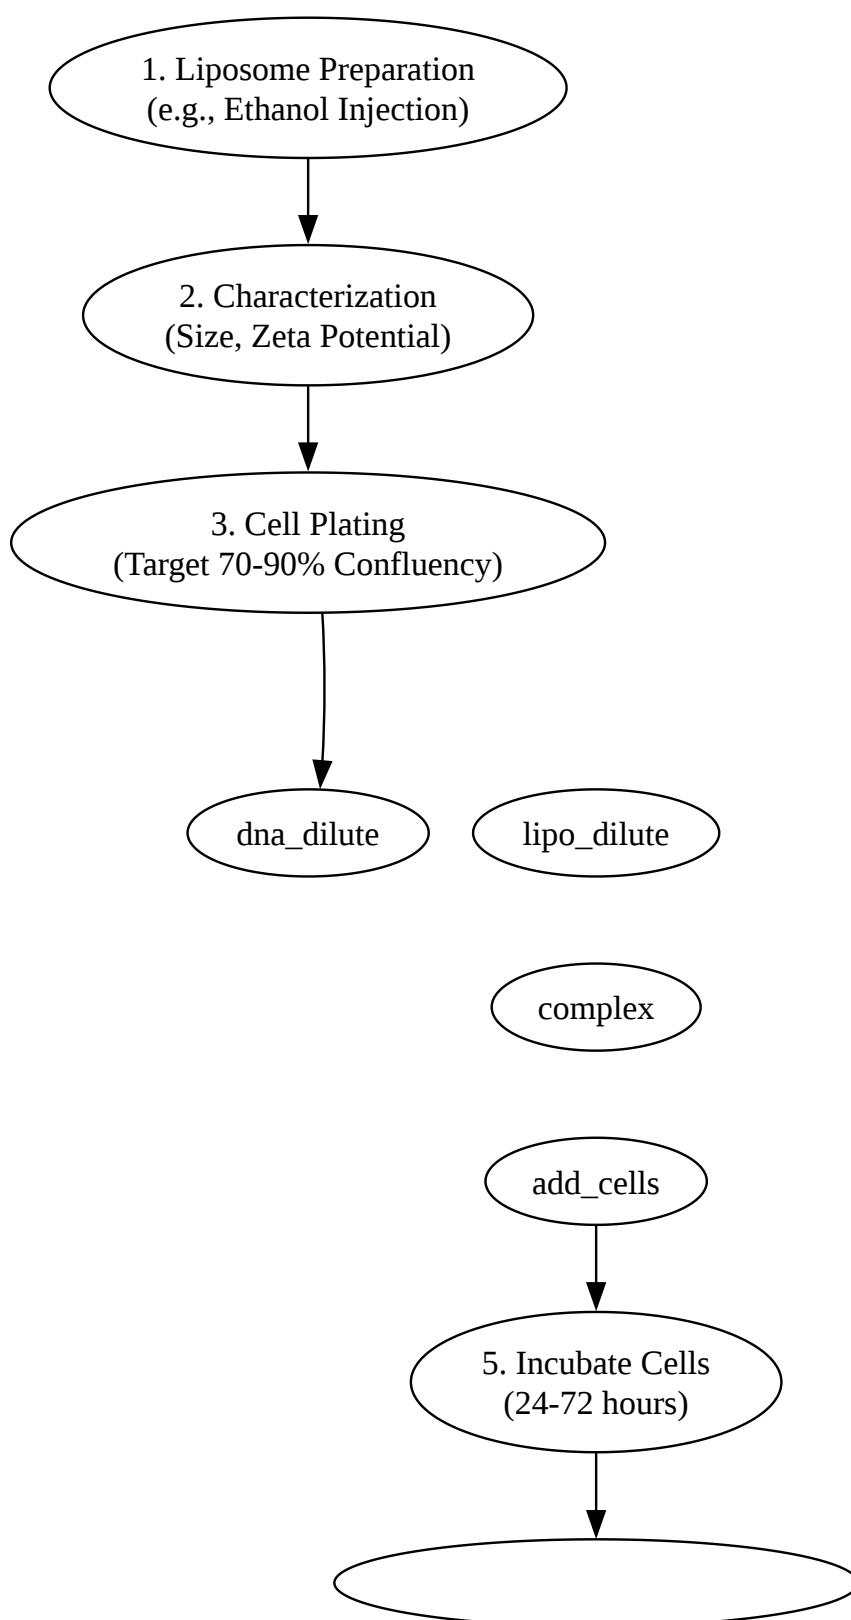 1. Liposome Preparation
(e.g., Ethanol Injection)
2. Characterization
(Size, Zeta Potential)
3. Cell Plating
(Target 70-90% Confluency)
dna_dilute
lipo_dilute
complex
add_cells
5. Incubate Cells
(24-72 hours)